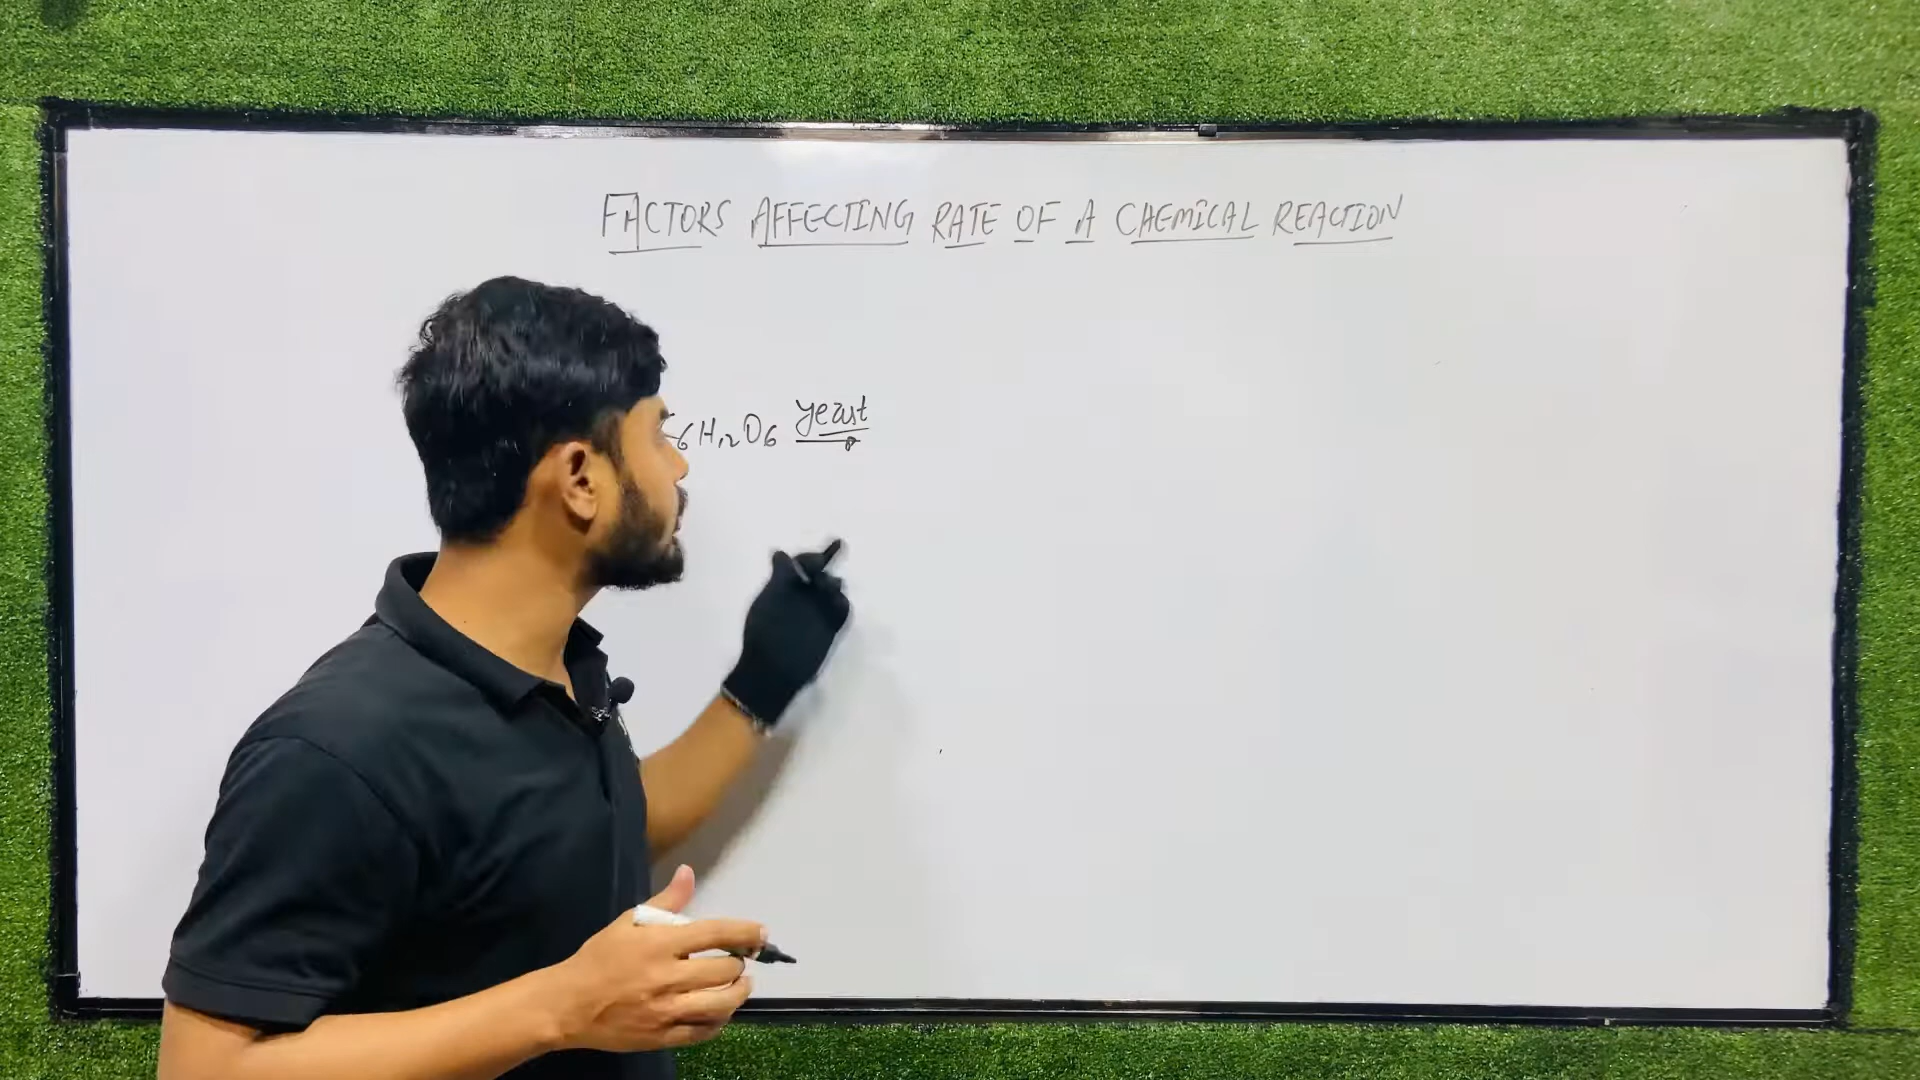 FACTORS AFFECTING RATE OF A CHEMICAL REACTION
6H12O6 yeast